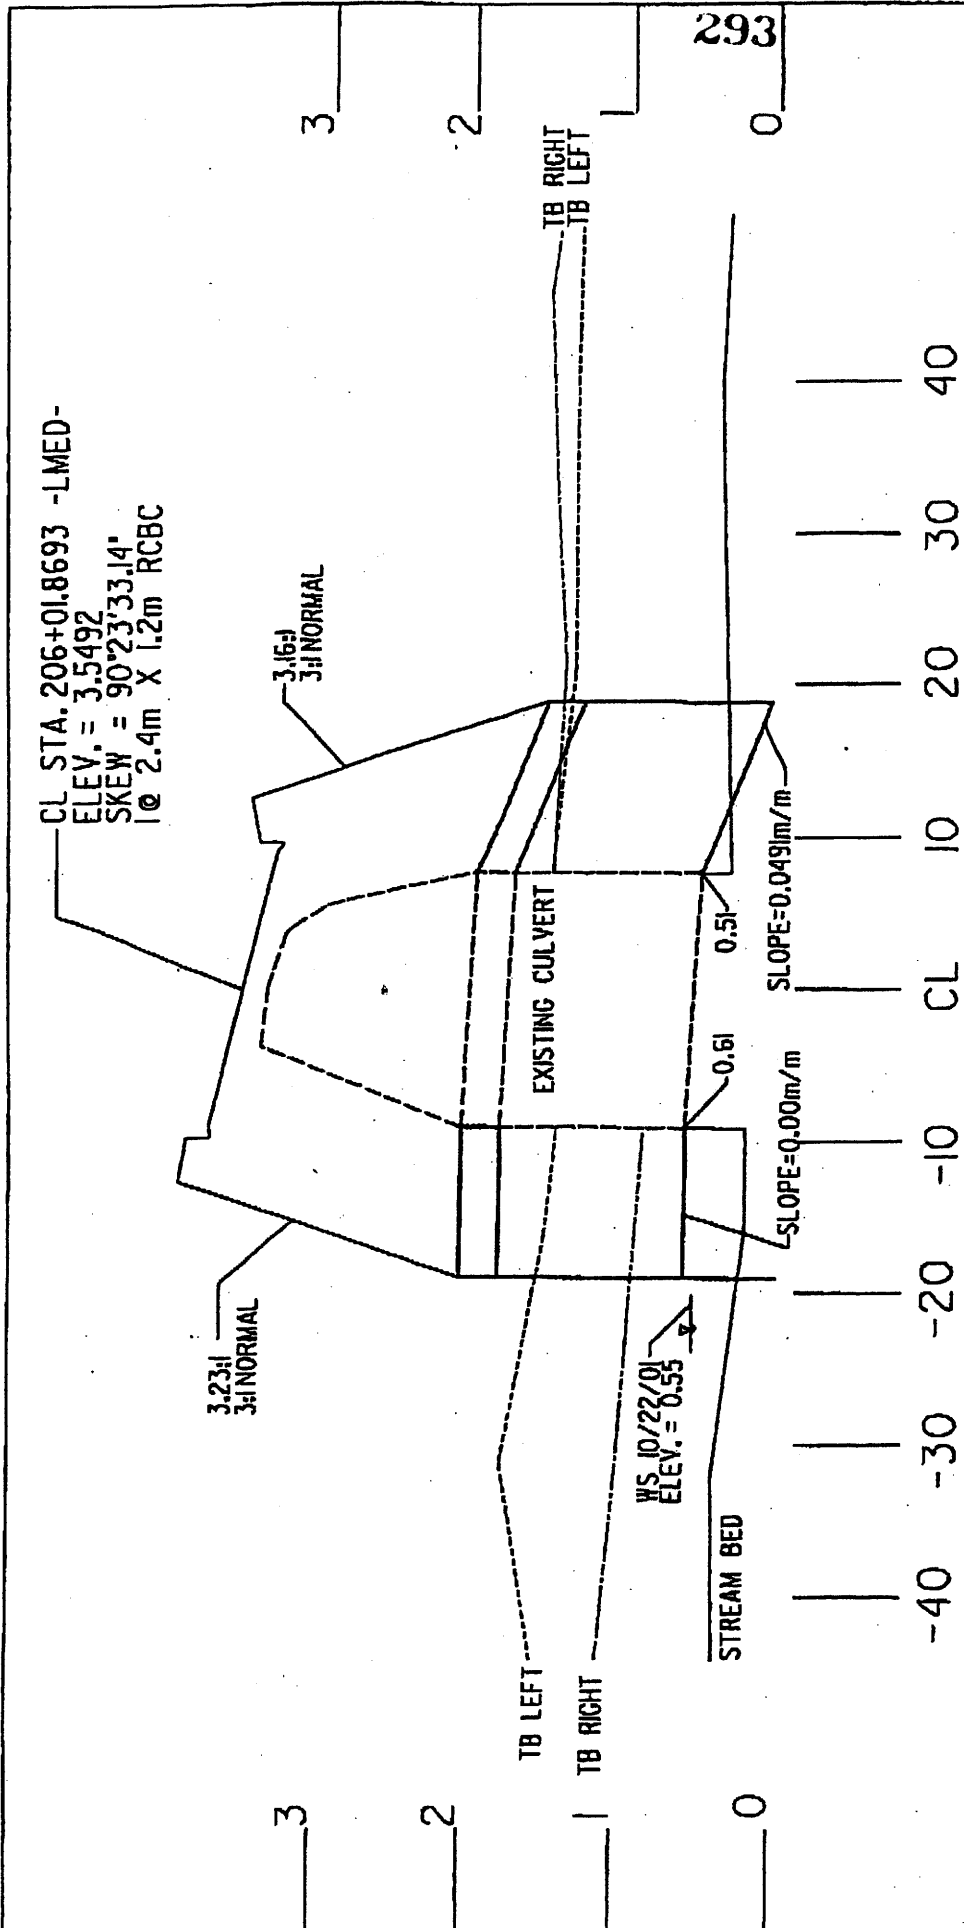 293
CL STA. 206+01.8693 -LMED-
ELEV. = 3.5492
SKEW = 90°23'33.14"
1@ 2.4m X 1.2m RCBC
3.23:1
3:1 NORMAL
3.16:1
3:1 NORMAL
3
2
1
0
3
2
1
0
TB LEFT
TB RIGHT
TB RIGHT
TB LEFT
EXISTING CULVERT
WS 10/22/01
ELEV. = 0.55
STREAM BED
0.61
0.51
SLOPE=0.00m/m
SLOPE=0.0491m/m
-40
-30
-20
-10
CL
10
20
30
40